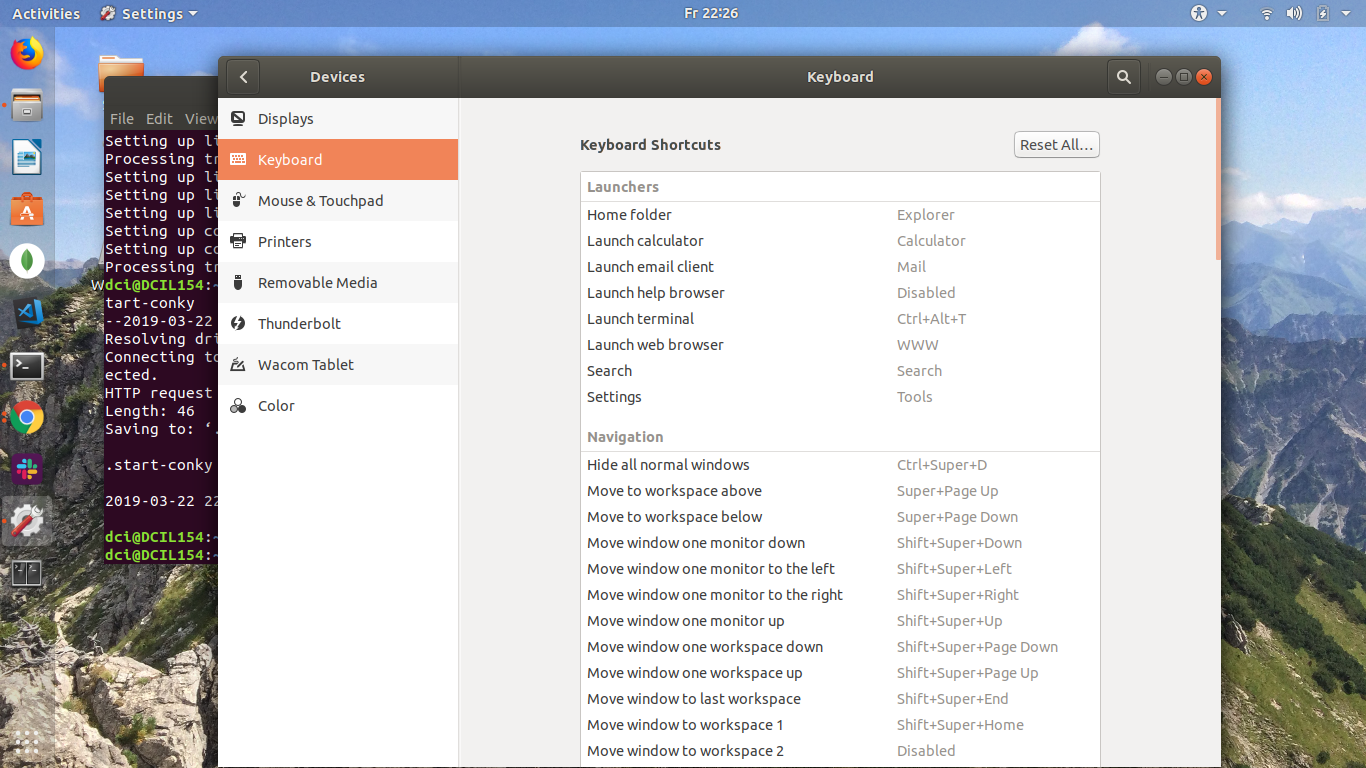 Activities
Settings
Fr 22:26
Devices
Keyboard
File Edit View
Setting up li
Processing tr
Setting up li
Setting up li
Setting up li
Setting up co
Setting up co
Processing tr
W
dci@DCIL154:~
tart-conky
--2019-03-22
Resolving dri
Connecting to
ected.
HTTP request
Length: 46
Saving to: ‘.
.start-conky
2019-03-22 22
dci@DCIL154:~
dci@DCIL154:~
Displays
Keyboard
Mouse & Touchpad
Printers
Removable Media
Thunderbolt
Wacom Tablet
Color
Keyboard Shortcuts
Reset All…
Launchers
Home folder Explorer
Launch calculator Calculator
Launch email client Mail
Launch help browser Disabled
Launch terminal Ctrl+Alt+T
Launch web browser WWW
Search Search
Settings Tools
Navigation
Hide all normal windows Ctrl+Super+D
Move to workspace above Super+Page Up
Move to workspace below Super+Page Down
Move window one monitor down Shift+Super+Down
Move window one monitor to the left Shift+Super+Left
Move window one monitor to the right Shift+Super+Right
Move window one monitor up Shift+Super+Up
Move window one workspace down Shift+Super+Page Down
Move window one workspace up Shift+Super+Page Up
Move window to last workspace Shift+Super+End
Move window to workspace 1 Shift+Super+Home
Move window to workspace 2 Disabled